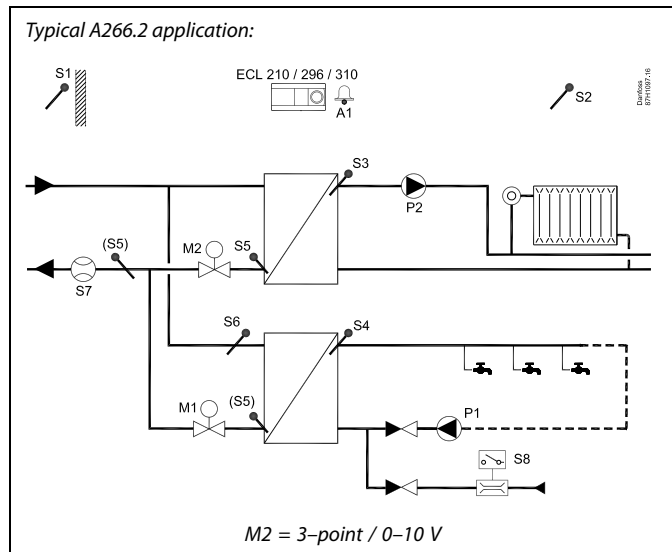 Typical A266.2 application:
S1
ECL 210 / 296 / 310
A1
S2
Danfoss
87H1097.16
S3
P2
(S5)
M2
S5
S7
S6
S4
M1
(S5)
P1
S8
M2 = 3–point / 0–10 V